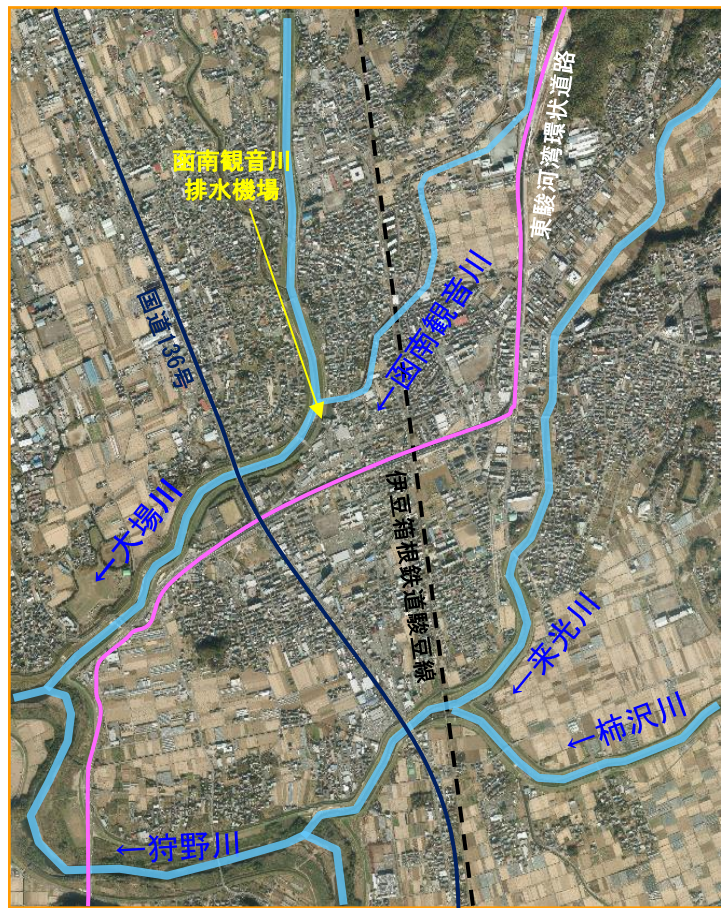 函南観音川
排水機場
東駿河湾環状道路
国道136号
←函南観音川
伊豆箱根鉄道駿豆線
←大場川
←来光川
←柿沢川
←狩野川